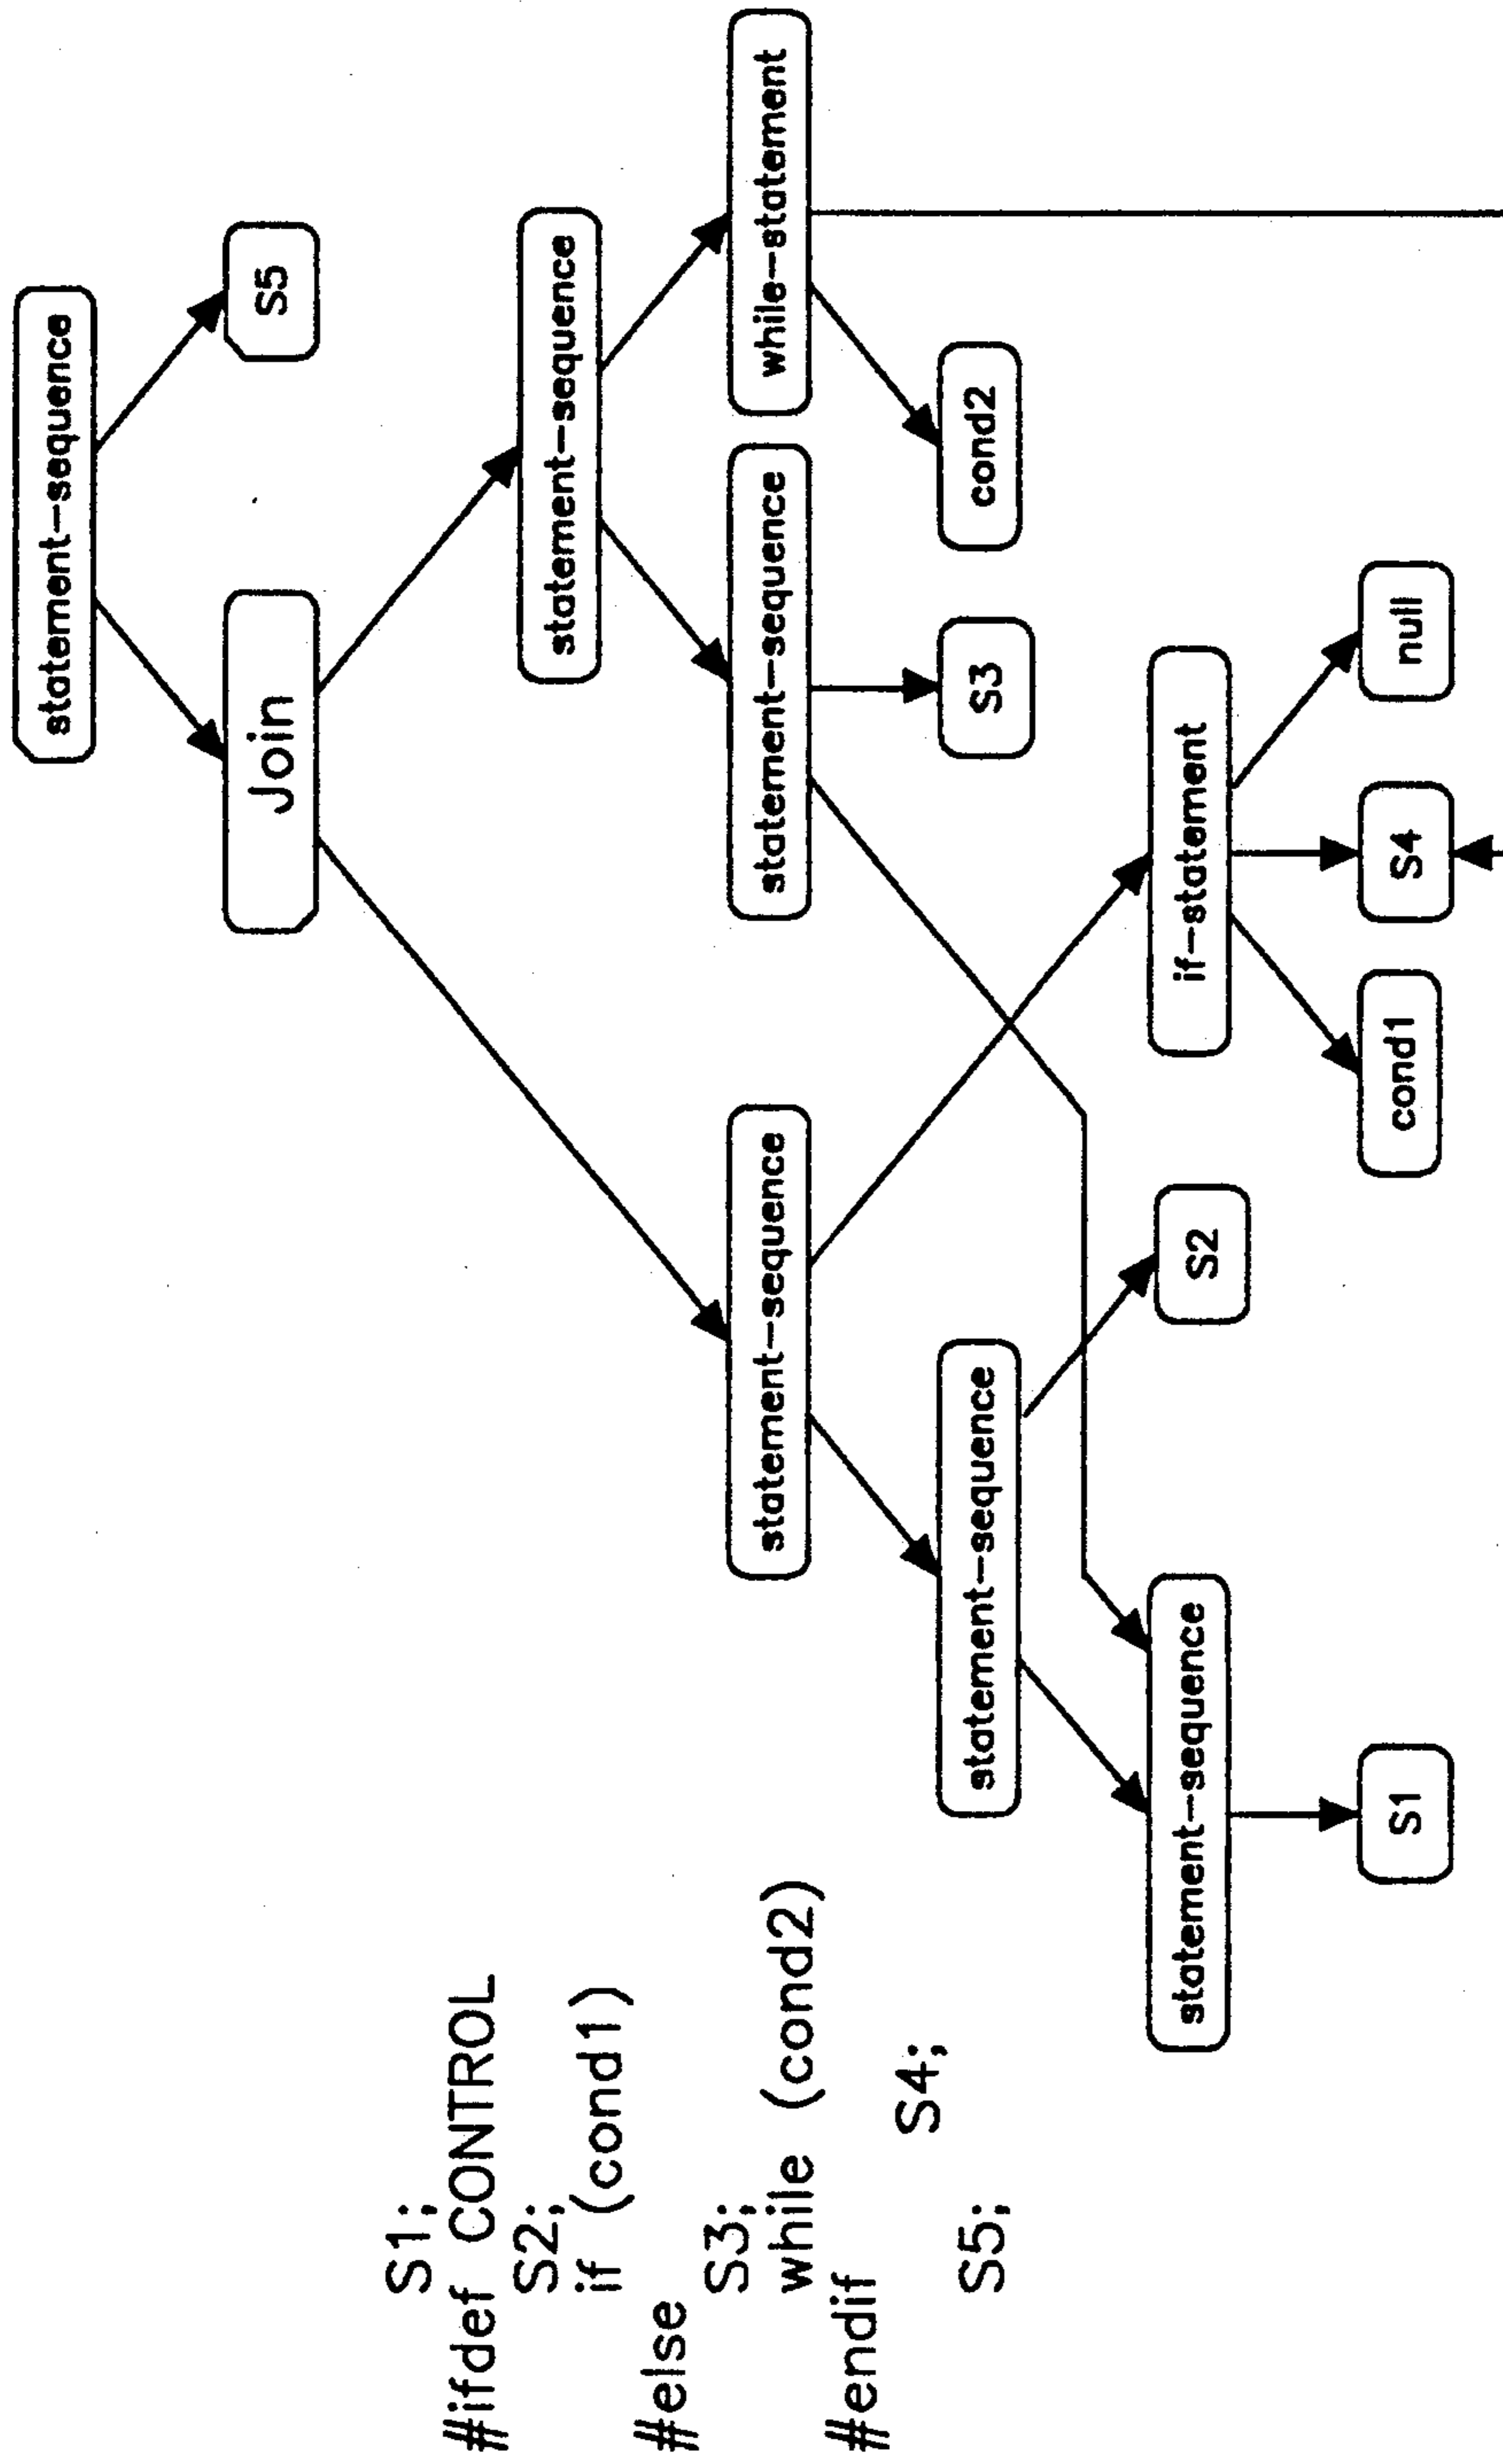 S1;
#ifdef CONTROL
S2;
if (cond1)
#else
S3;
while (cond2)
#endif
S4;
S5;
statement-sequence
Join
S5
statement-sequence
statement-sequence
statement-sequence
while-statement
statement-sequence
S3
cond2
statement-sequence
S2
if-statement
S1
cond1
S4
null